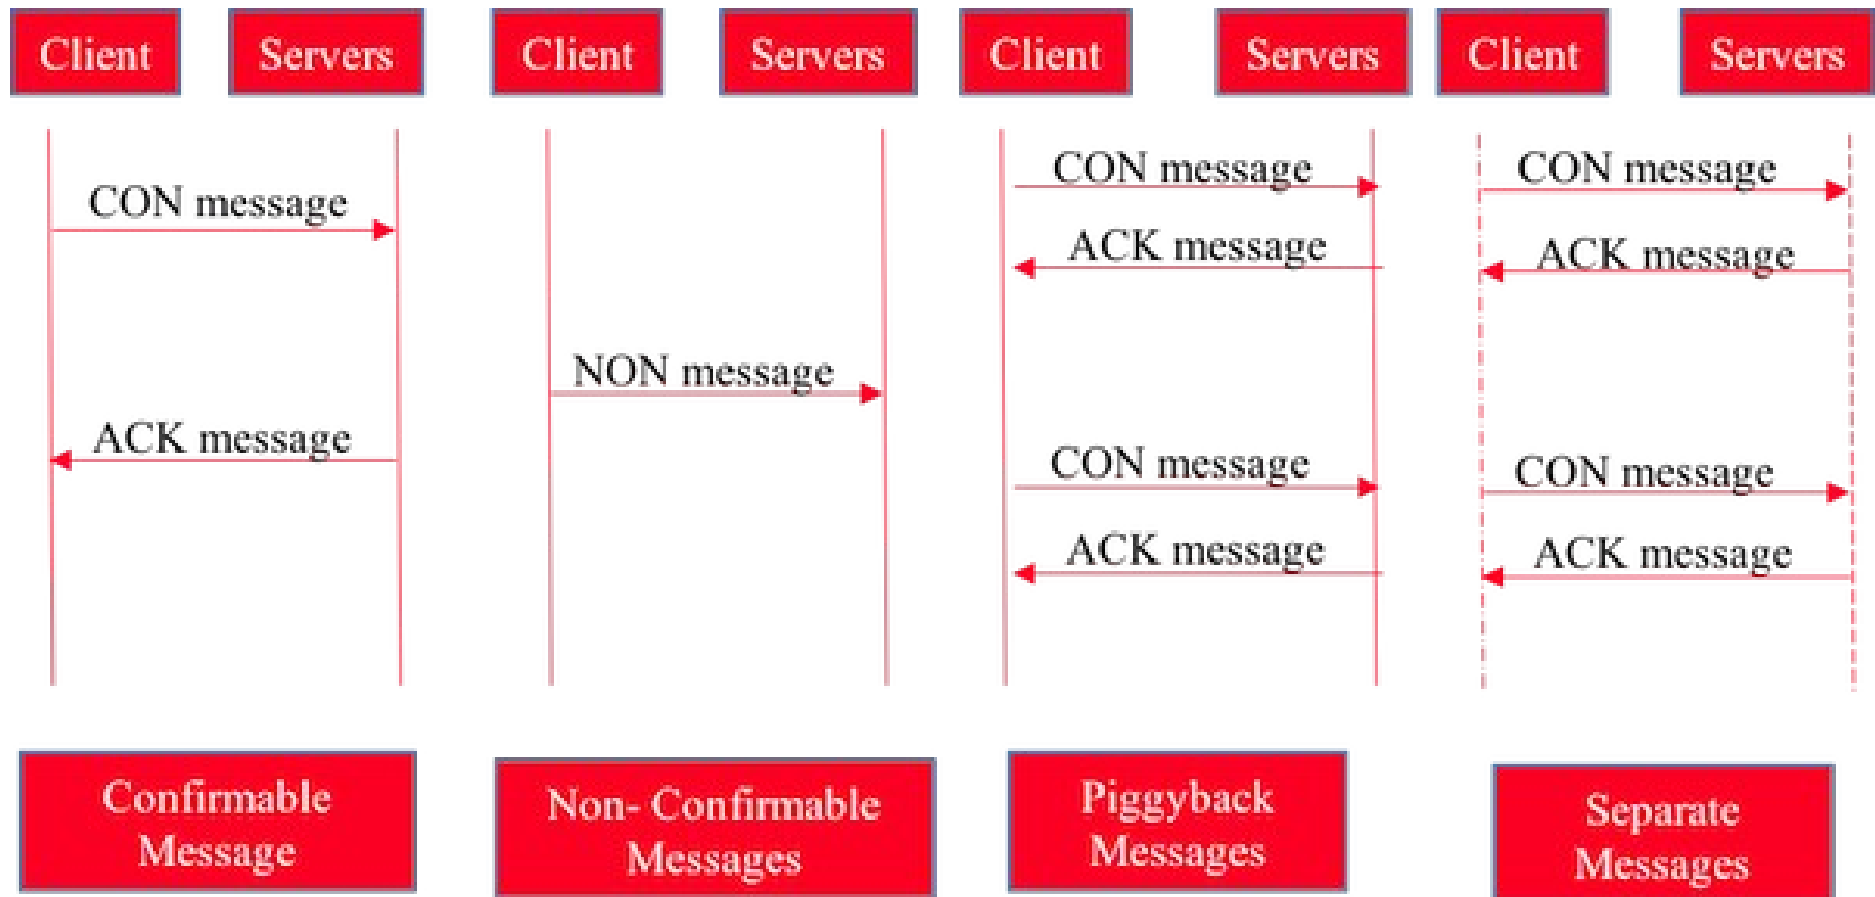 Client
Servers
Client
Servers
Client
Servers
Client
Servers
CON message
ACK message
NON message
CON message
ACK message
CON message
ACK message
CON message
ACK message
CON message
ACK message
Confirmable
Message
Non- Confirmable
Messages
Piggyback
Messages
Separate
Messages